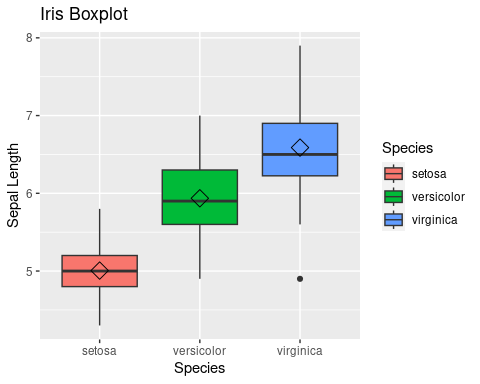 Iris Boxplot
8
7
6
5
Sepal Length
setosa versicolor virginica
Species
Species
setosa
versicolor
virginica